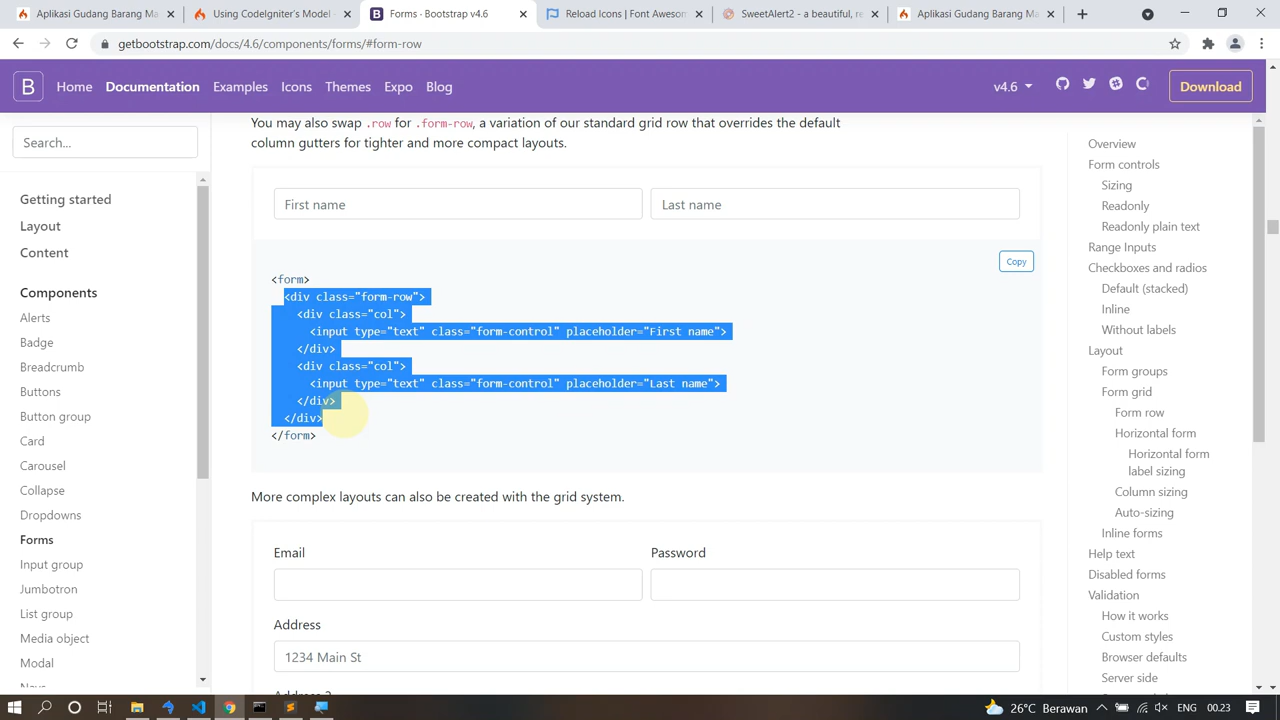 Aplikasi Gudang Barang Ma
Using CodeIgniter's Model
Forms · Bootstrap v4.6
Reload Icons | Font Aweson
SweetAlert2 - a beautiful, re
Aplikasi Gudang Barang Ma
getbootstrap.com/docs/4.6/components/forms/#form-row
B Home Documentation Examples Icons Themes Expo Blog v4.6 Download
Search...
Getting started
Layout
Content
Components
Alerts
Badge
Breadcrumb
Buttons
Button group
Card
Carousel
Collapse
Dropdowns
Forms
Input group
Jumbotron
List group
Media object
Modal
You may also swap .row for .form-row, a variation of our standard grid row that overrides the default
column gutters for tighter and more compact layouts.
First name Last name
Copy
<form>
<div class="form-row">
<div class="col">
<input type="text" class="form-control" placeholder="First name">
</div>
<div class="col">
<input type="text" class="form-control" placeholder="Last name">
</div>
</div>
</form>
More complex layouts can also be created with the grid system.
Email Password
Address
1234 Main St
Address 2
Overview
Form controls
Sizing
Readonly
Readonly plain text
Range Inputs
Checkboxes and radios
Default (stacked)
Inline
Without labels
Layout
Form groups
Form grid
Form row
Horizontal form
Horizontal form
label sizing
Column sizing
Auto-sizing
Inline forms
Help text
Disabled forms
Validation
How it works
Custom styles
Browser defaults
Server side
26°C Berawan ENG 00.23